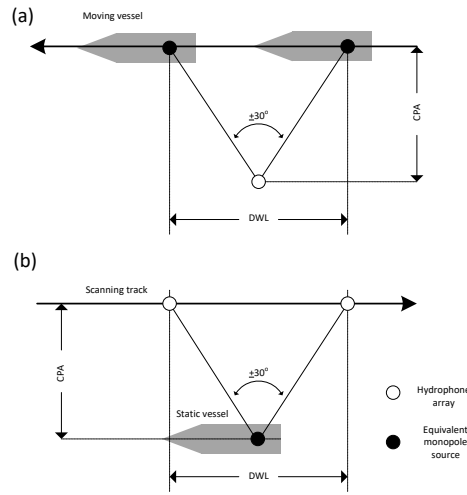 (a)
Moving vessel
±30°
CPA
DWL
(b)
Scanning track
CPA
±30°
Static vessel
DWL
Hydrophone
array
Equivalent
monopole
source